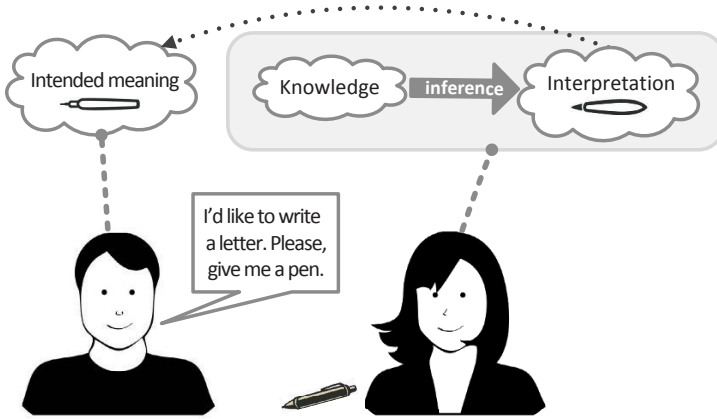 Intended meaning
Knowledge
inference
Interpretation
I'd like to write
a letter. Please,
give me a pen.